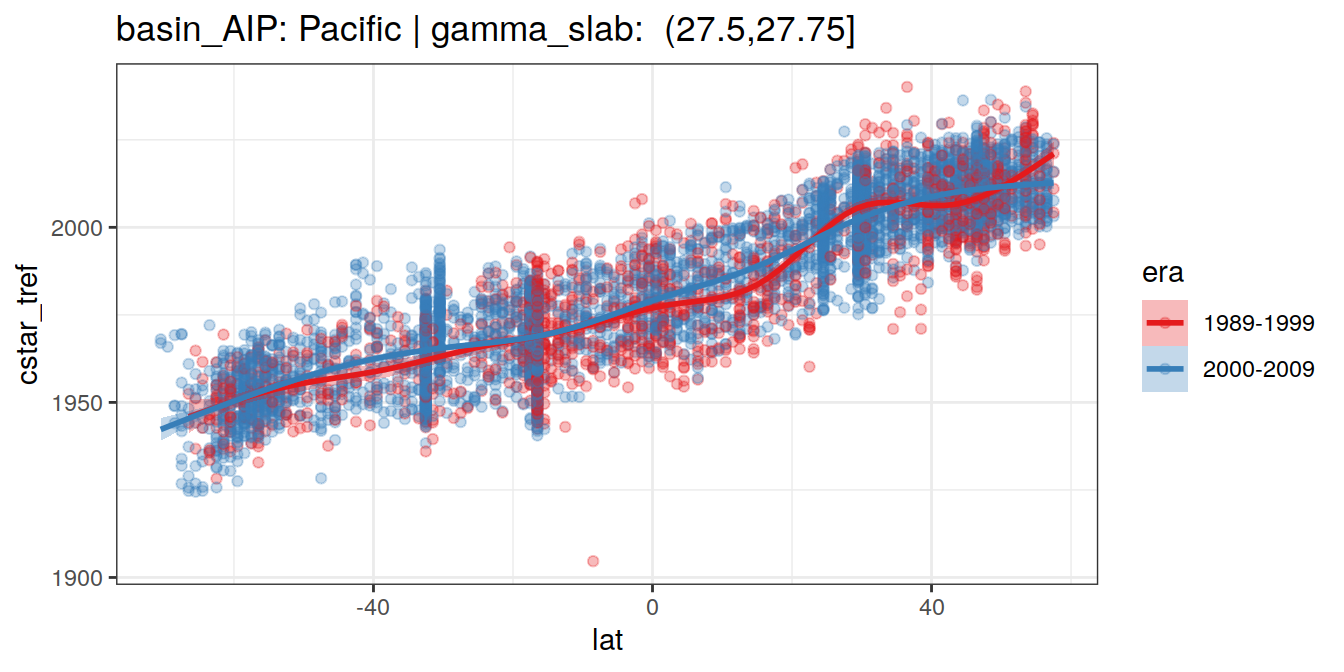 basin_AIP: Pacific | gamma_slab:  (27.5,27.75]
cstar_tref
2000
1950
1900
-40
0
40
lat
era
1989-1999
2000-2009